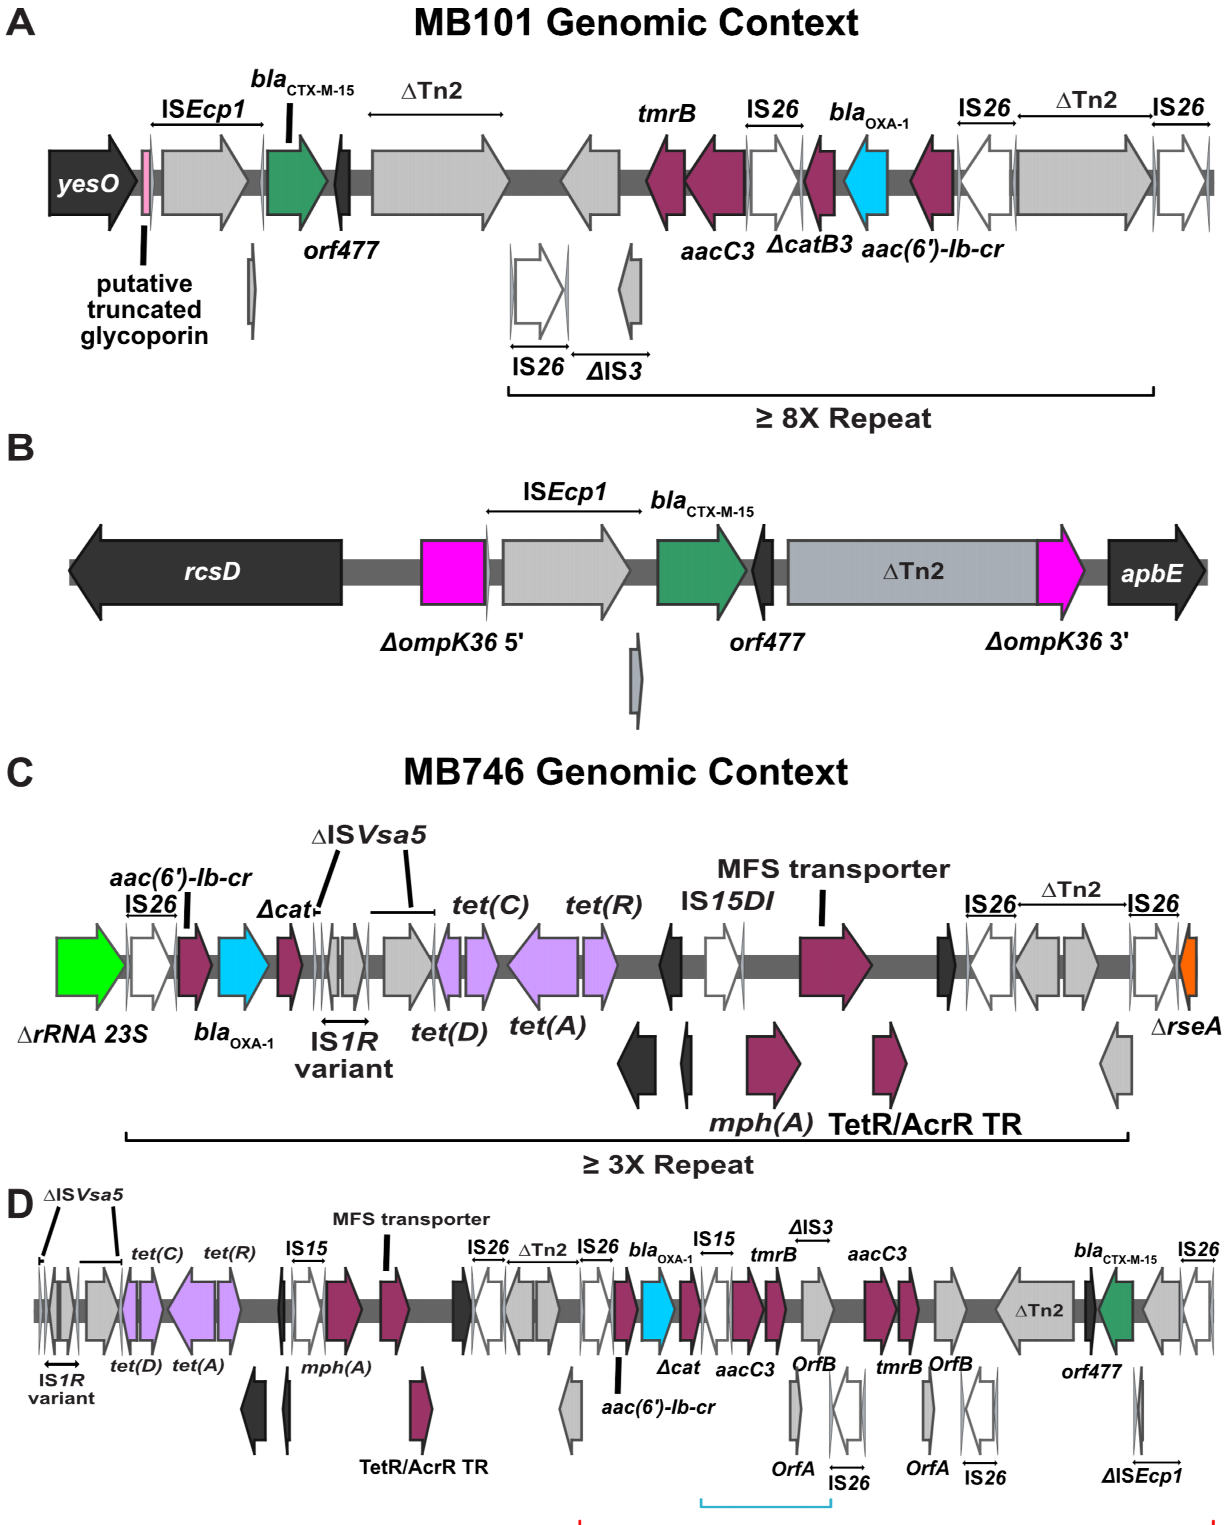 A
MB101 Genomic Context
ISEcp1
bla CTX-M-15
ΔTn2
tmrB
IS26
bla OXA-1
IS26
ΔTn2
IS26
yesO
orf477
aacC3
ΔcatB3
aac(6')-Ib-cr
putative
truncated
glycoporin
IS26
ΔIS3
≥ 8X Repeat
B
ISEcp1
bla CTX-M-15
rcsD
ΔTn2
apbE
ΔompK36 5'
orf477
ΔompK36 3'
C
MB746 Genomic Context
ΔISVsa5
aac(6')-Ib-cr
IS26
Δcat
tet(C)
tet(R)
IS15DI
MFS transporter
IS26
ΔTn2
IS26
ΔrRNA 23S
bla OXA-1
IS1R
variant
tet(D)
tet(A)
ΔrseA
mph(A)
TetR/AcrR TR
≥ 3X Repeat
D
ΔISVsa5
tet(C)
tet(R)
IS15
MFS transporter
IS26
ΔTn2
IS26
bla OXA-1
IS15
tmrB
ΔIS3
aacC3
bla CTX-M-15
IS26
ΔTn2
IS1R
variant
tet(D)
tet(A)
mph(A)
Δcat
aacC3
OrfB
tmrB
OrfB
orf477
aac(6')-Ib-cr
TetR/AcrR TR
OrfA
IS26
OrfA
IS26
ΔISEcp1